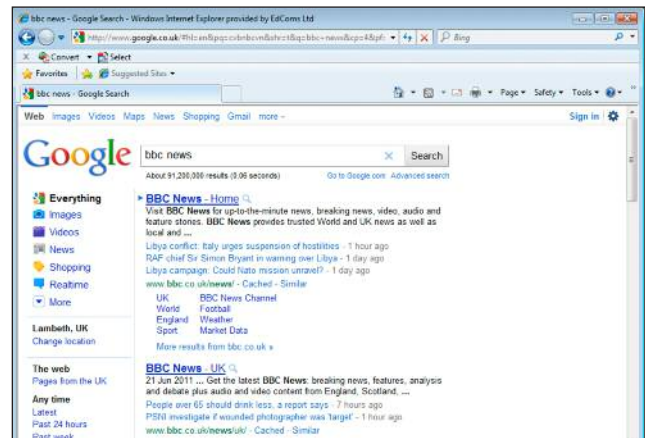 bbc news - Google Search - Windows Internet Explorer provided by EdComs Ltd
Bing
Convert Select
Favorites Suggested Sites
bbc news - Google Search Page Safety Tools
Web Images Videos Maps News Shopping Gmail more Sign in
Google bbc news Search
About 91,200,000 results (0.06 seconds) Go to Google.com Advanced search
Everything
Images
Videos
News
Shopping
Realtime
More
Lambeth, UK
Change location
The web
Pages from the UK
Any time
Latest
Past 24 hours
Past week
BBC News - Home
Visit BBC News for up-to-the-minute news, breaking news, video, audio and
feature stories. BBC News provides trusted World and UK news as well as
local and ...
Libya conflict: Italy urges suspension of hostilities - 1 hour ago
RAF chief Sir Simon Bryant in warning over Libya - 1 day ago
Libya campaign: Could Nato mission unravel? - 1 day ago
www.bbc.co.uk/news/ - Cached - Similar
UK BBC News Channel
World Football
England Weather
Sport Market Data
More results from bbc.co.uk »
BBC News - UK
21 Jun 2011 ... Get the latest BBC News: breaking news, features, analysis
and debate plus audio and video content from England, Scotland, ...
People over 65 should drink less, a report says - 7 hours ago
PSNI investigate if wounded photographer was 'target' - 1 hour ago
www.bbc.co.uk/news/uk/ - Cached - Similar